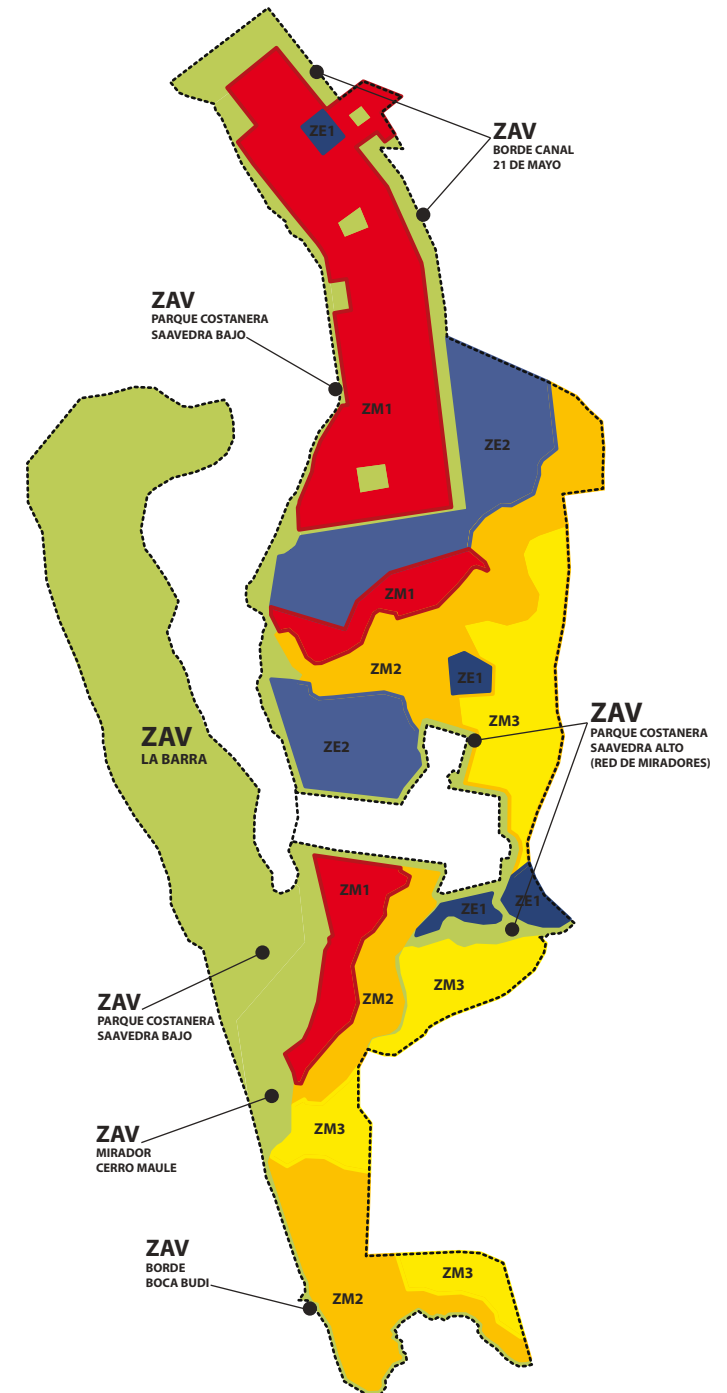 ZE1
ZAV
BORDE CANAL
21 DE MAYO
ZAV
PARQUE COSTANERA
SAAVEDRA BAJO
ZM1
ZE2
ZM1
ZM2
ZE1
ZM3
ZAV
PARQUE COSTANERA
SAAVEDRA ALTO
(RED DE MIRADORES)
ZAV
LA BARRA
ZE2
ZM1
ZE1
ZE1
ZM3
ZM2
ZAV
PARQUE COSTANERA
SAAVEDRA BAJO
ZAV
MIRADOR
CERRO MAULE
ZM3
ZAV
BORDE
BOCA BUDI
ZM3
ZM2